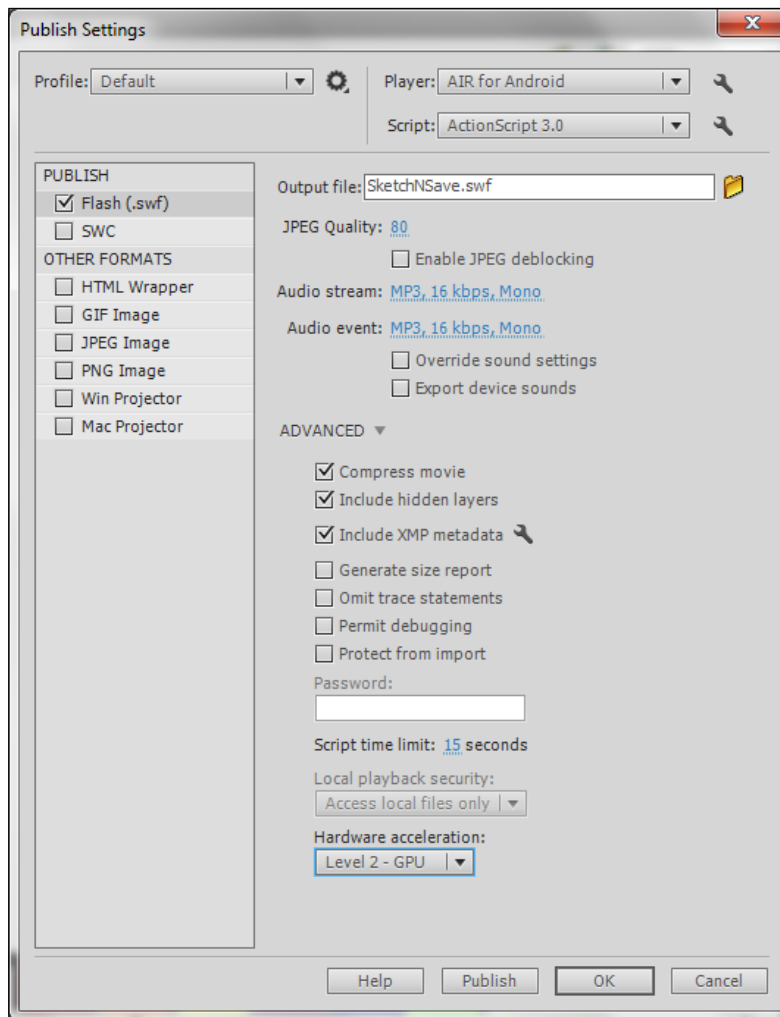 Publish Settings
Profile: Default
Player: AIR for Android
Script: ActionScript 3.0
PUBLISH
Flash (.swf)
SWC
OTHER FORMATS
HTML Wrapper
GIF Image
JPEG Image
PNG Image
Win Projector
Mac Projector
Output file: SketchNSave.swf
JPEG Quality: 80
Enable JPEG deblocking
Audio stream: MP3, 16 kbps, Mono
Audio event: MP3, 16 kbps, Mono
Override sound settings
Export device sounds
ADVANCED
Compress movie
Include hidden layers
Include XMP metadata
Generate size report
Omit trace statements
Permit debugging
Protect from import
Password:
Script time limit: 15 seconds
Local playback security:
Access local files only
Hardware acceleration:
Level 2 - GPU
Help Publish OK Cancel